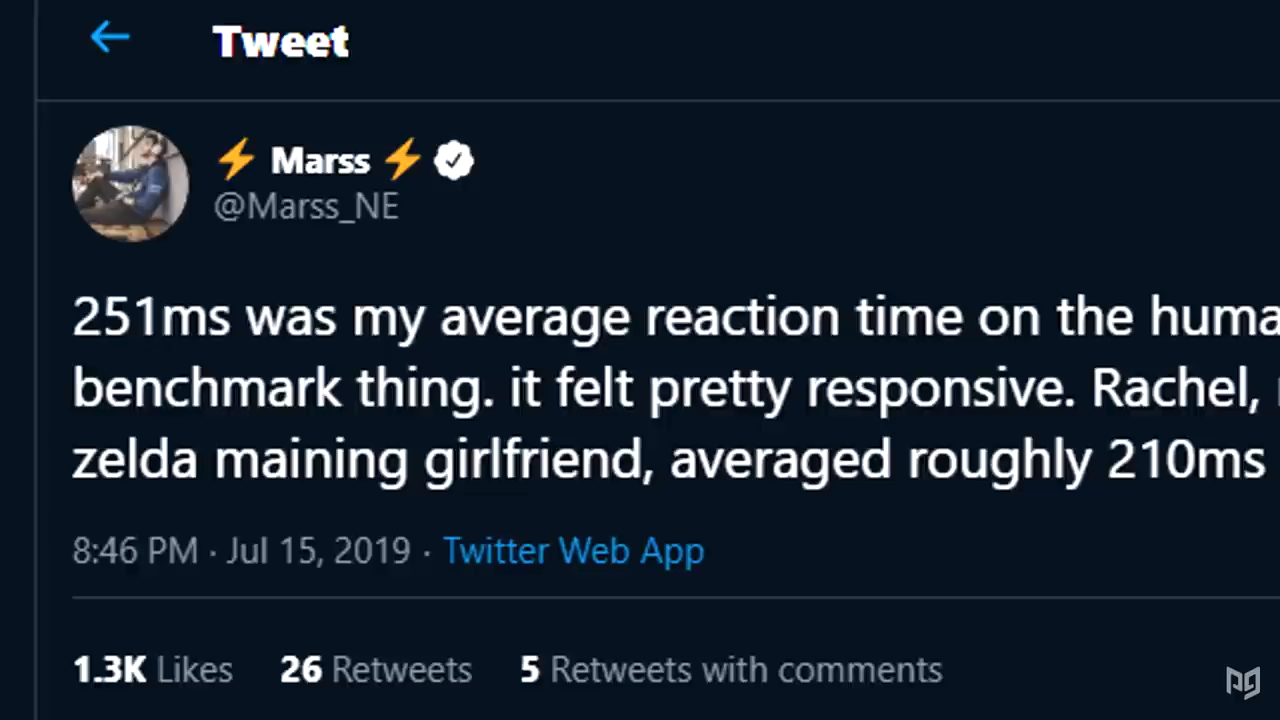 Tweet
⚡ Marss ⚡
@Marss_NE
251ms was my average reaction time on the
benchmark thing. it felt pretty responsive. Rachel,
zelda maining girlfriend, averaged roughly 210ms
8:46 PM · Jul 15, 2019 · Twitter Web App
1.3K Likes 26 Retweets 5 Retweets with comments